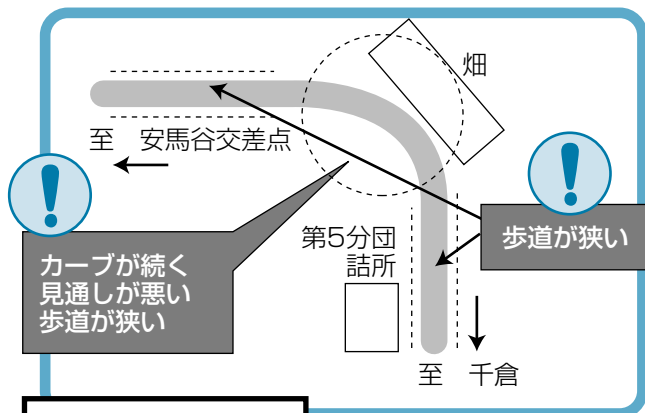 畑
至 安馬谷交差点
!
!
カーブが続く
見通しが悪い
歩道が狭い
第5分団
詰所
歩道が狭い
至 千倉